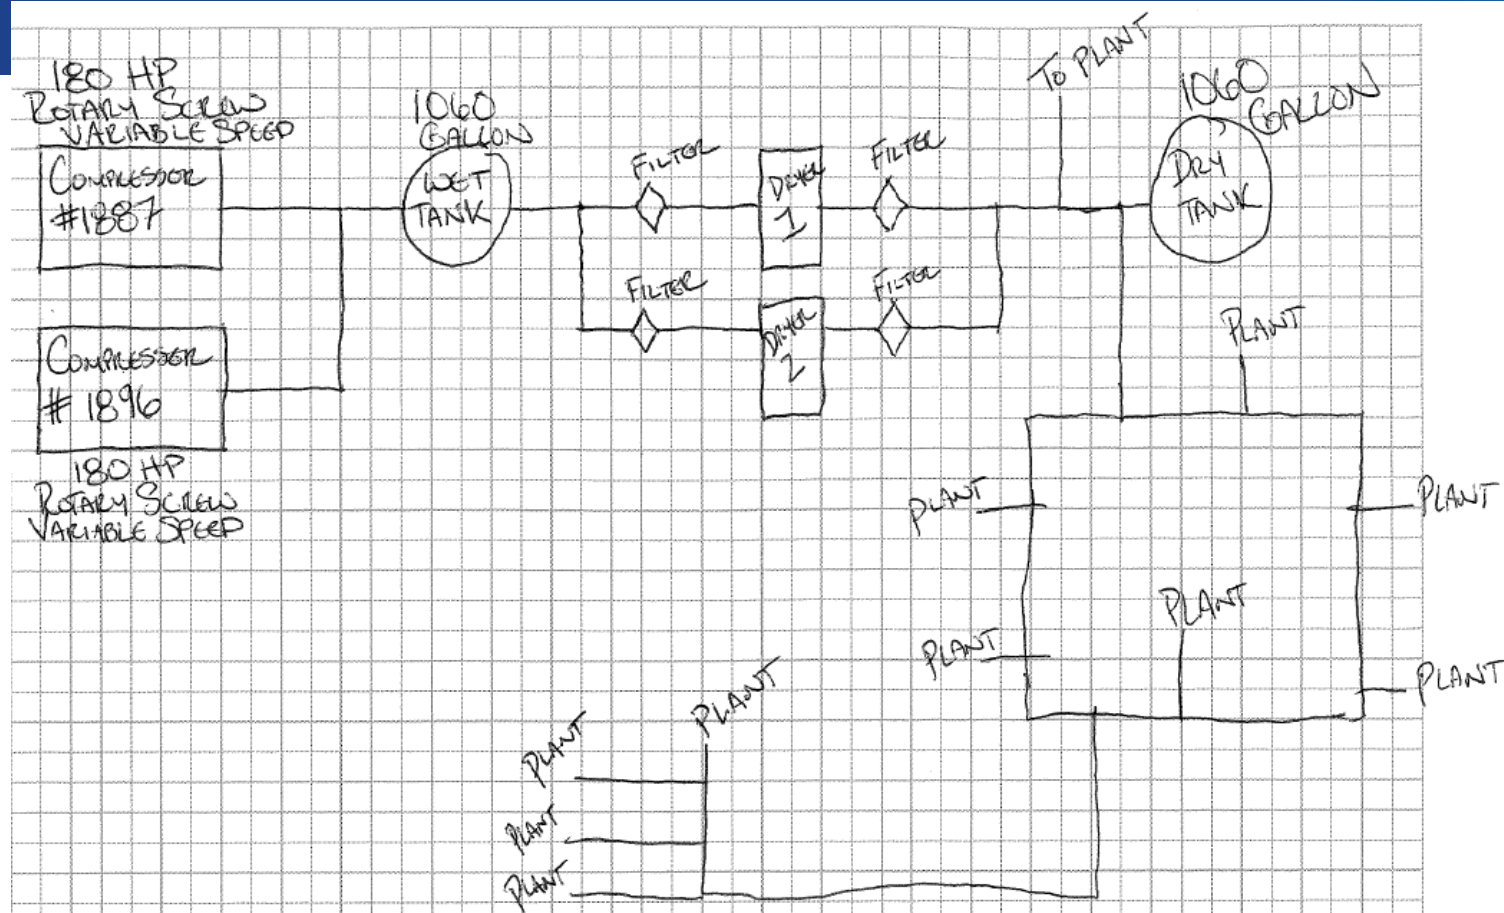 180 HP
ROTARY SCREW
VARIABLE SPEED
COMPRESSER
#1887
1060
GALLON
WET
TANK
FILTER
DRYER
1
FILTER
TO PLANT
1060
GALLON
DRY
TANK
COMPRESSER
# 1896
180 HP
ROTARY SCREW
VARIABLE SPEED
FILTER
DRYER
2
FILTER
PLANT
PLANT
PLANT
PLANT
PLANT
PLANT
PLANT
PLANT
PLANT
PLANT